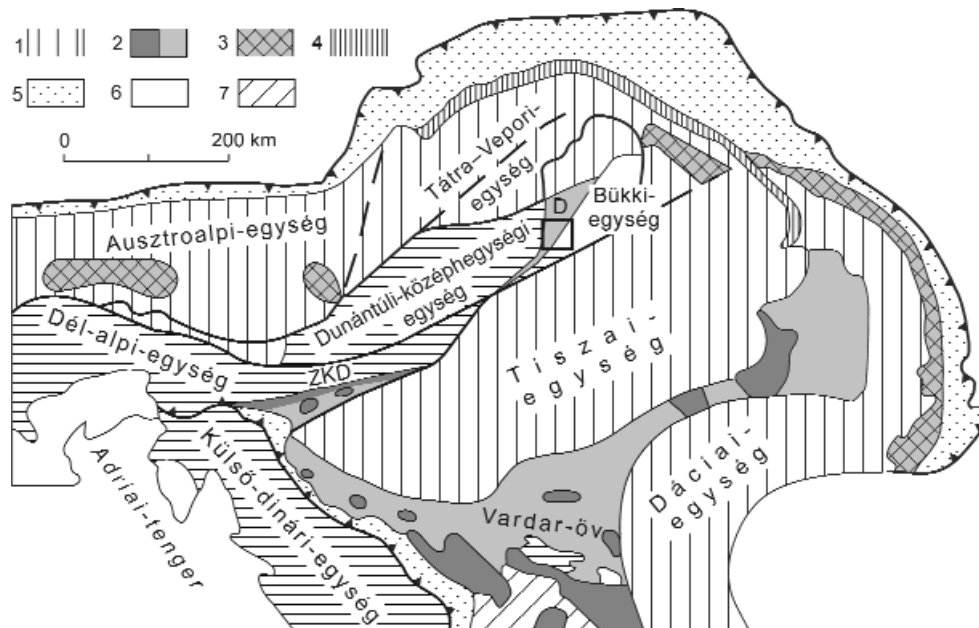 1 2 3 4
5 6 7
0 200 km
Tátra–Vepori-
egység
D
Bükki-
egység
Ausztroalpi-egység
Dunántúli-középhegységi
egység
Dél-alpi-egység
ZKD
Tiszai-
egység
Külső-dinári-egység
Adriai-tenger
Dáciai-
egység
Vardar-öv